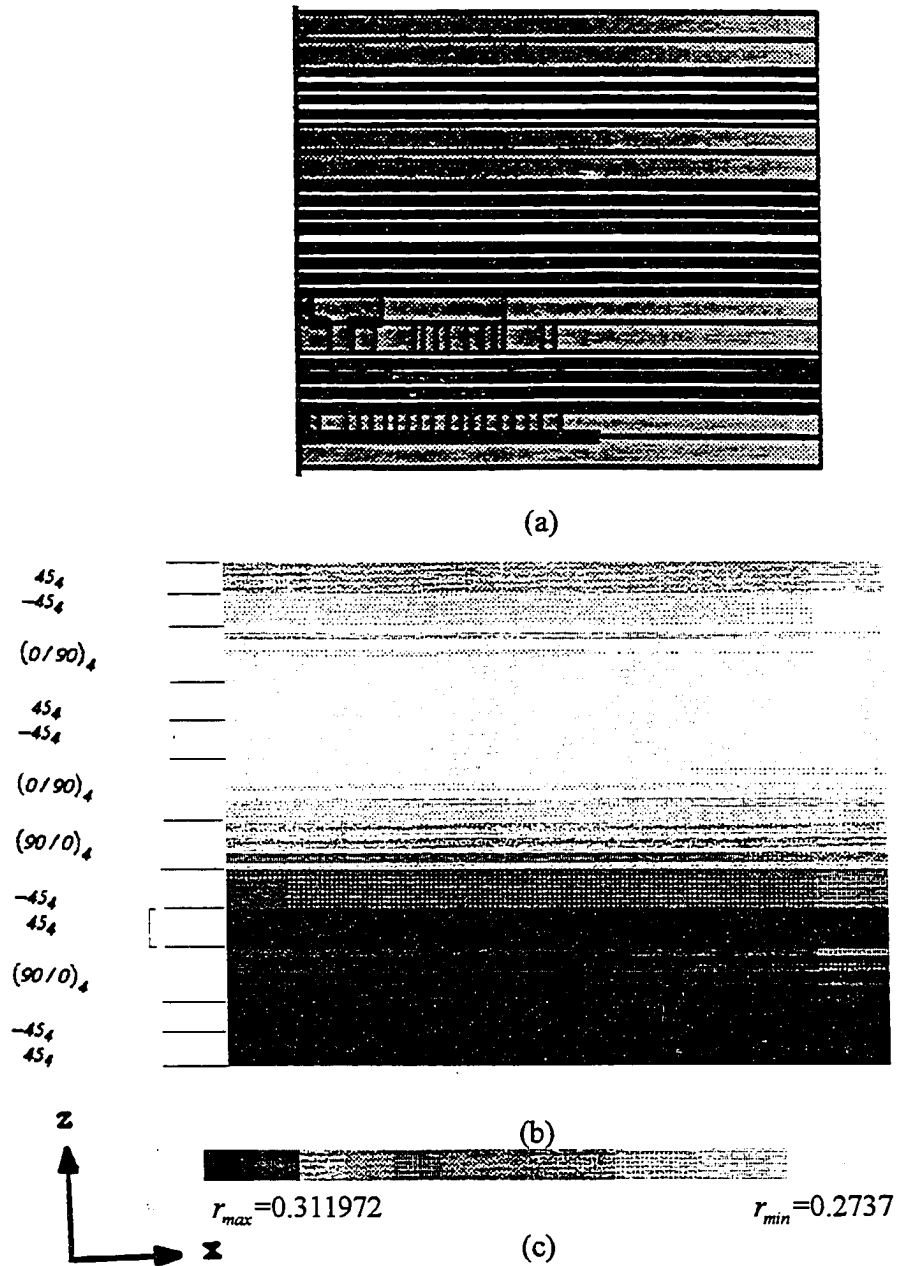 (a)
45₄
−45₄
(0/90)₄
45₄
−45₄
(0/90)₄
(90/0)₄
−45₄
45₄
(90/0)₄
−45₄
45₄
z
(b)
r_max=0.311972
r_min=0.2737
x
(c)